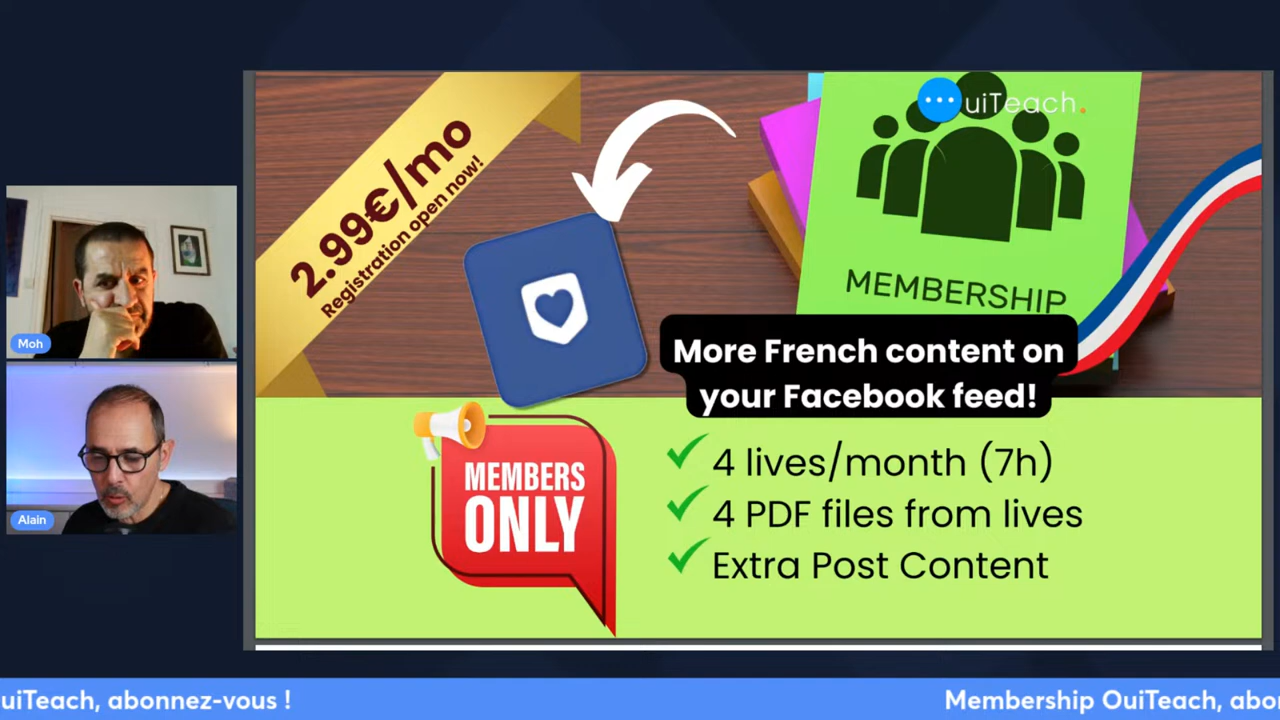 2.99€/mo
Registration open now!
uiTeach.
MEMBERSHIP
More French content on
your Facebook feed!
MEMBERS
ONLY
4 lives/month (7h)
4 PDF files from lives
Extra Post Content
Moh
Alain
uiTeach, abonnez-vous !
Membership OuiTeach, abo